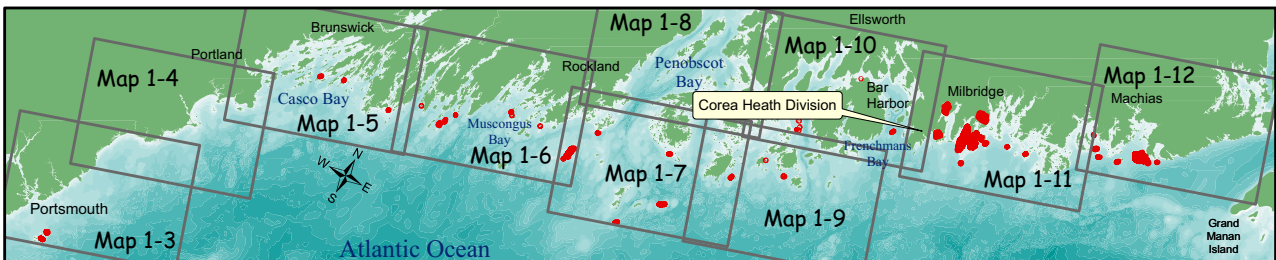 Map 1-8
Ellsworth
Brunswick
Map 1-10
Portland
Map 1-4
Rockland
Penobscot
Bay
Map 1-12
Bar
Harbor
Milbridge
Machias
Casco Bay
Corea Heath Division
Map 1-5
Muscongus
Bay
Map 1-6
Frenchmans
Bay
Map 1-7
Map 1-11
N
W
E
S
Portsmouth
Map 1-3
Map 1-9
Atlantic Ocean
Grand
Manan
Island